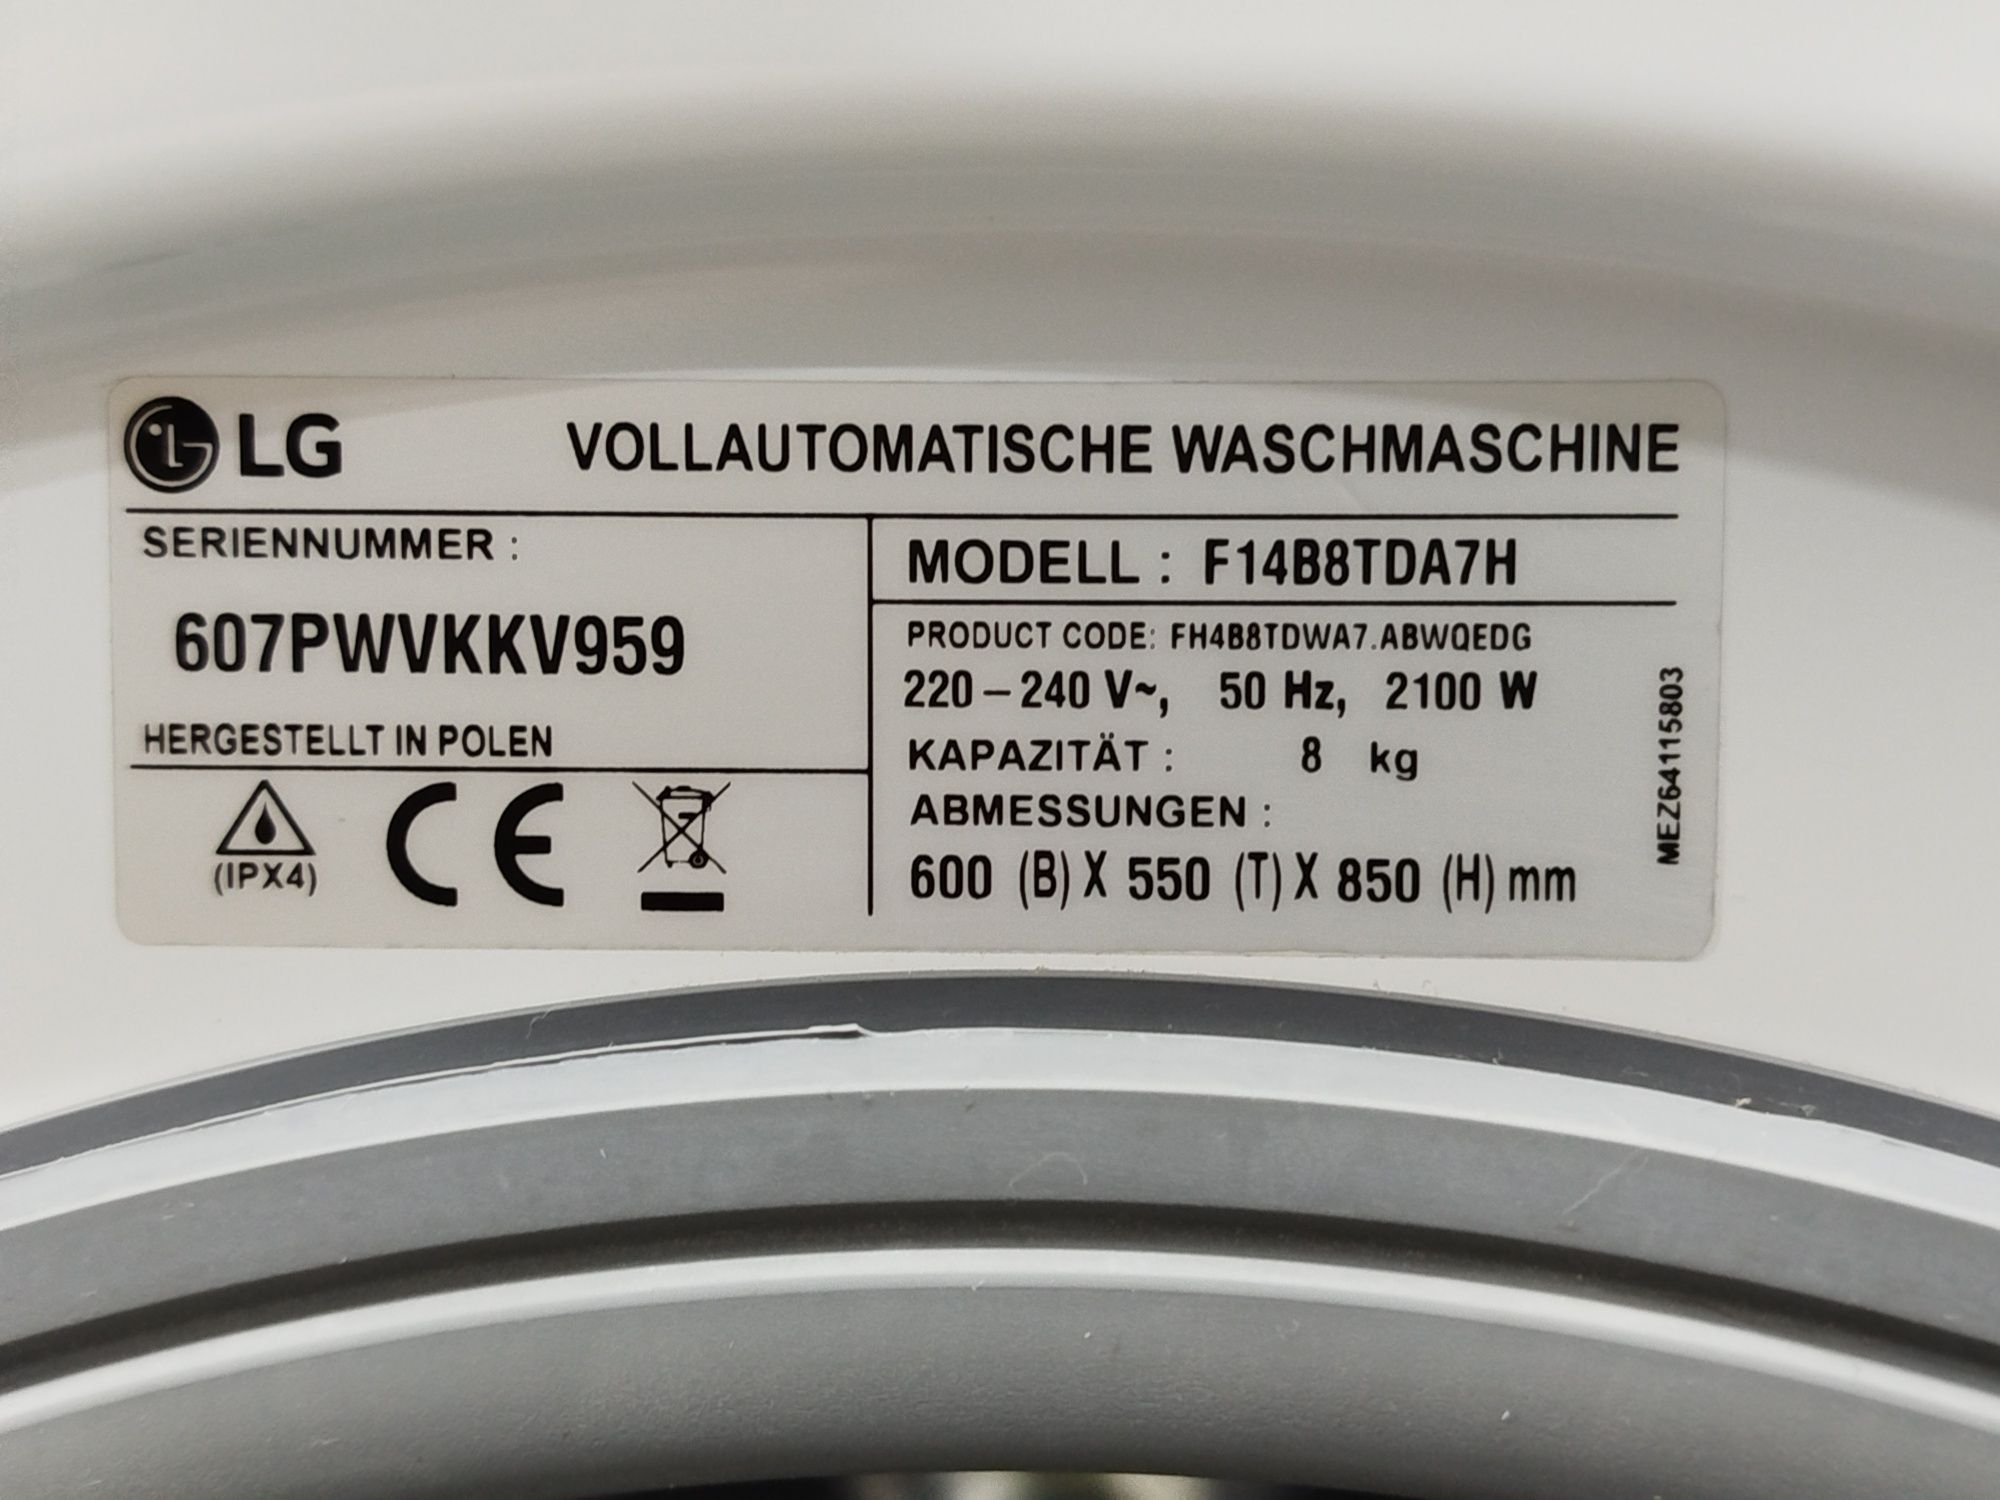 LG VOLLAUTOMATISCHE WASCHMASCHINE
SERIENNUMMER :
607PWVKKV959
HERGESTELLT IN POLEN
(IPX4)
CE
MODELL : F14B8TDA7H
PRODUCT CODE: FH4B8TDWA7.ABWQEDG
220 – 240 V~, 50 Hz, 2100 W
KAPAZITÄT : 8 kg
ABMESSUNGEN :
600 (B) X 550 (T) X 850 (H) mm
MEZ64115803